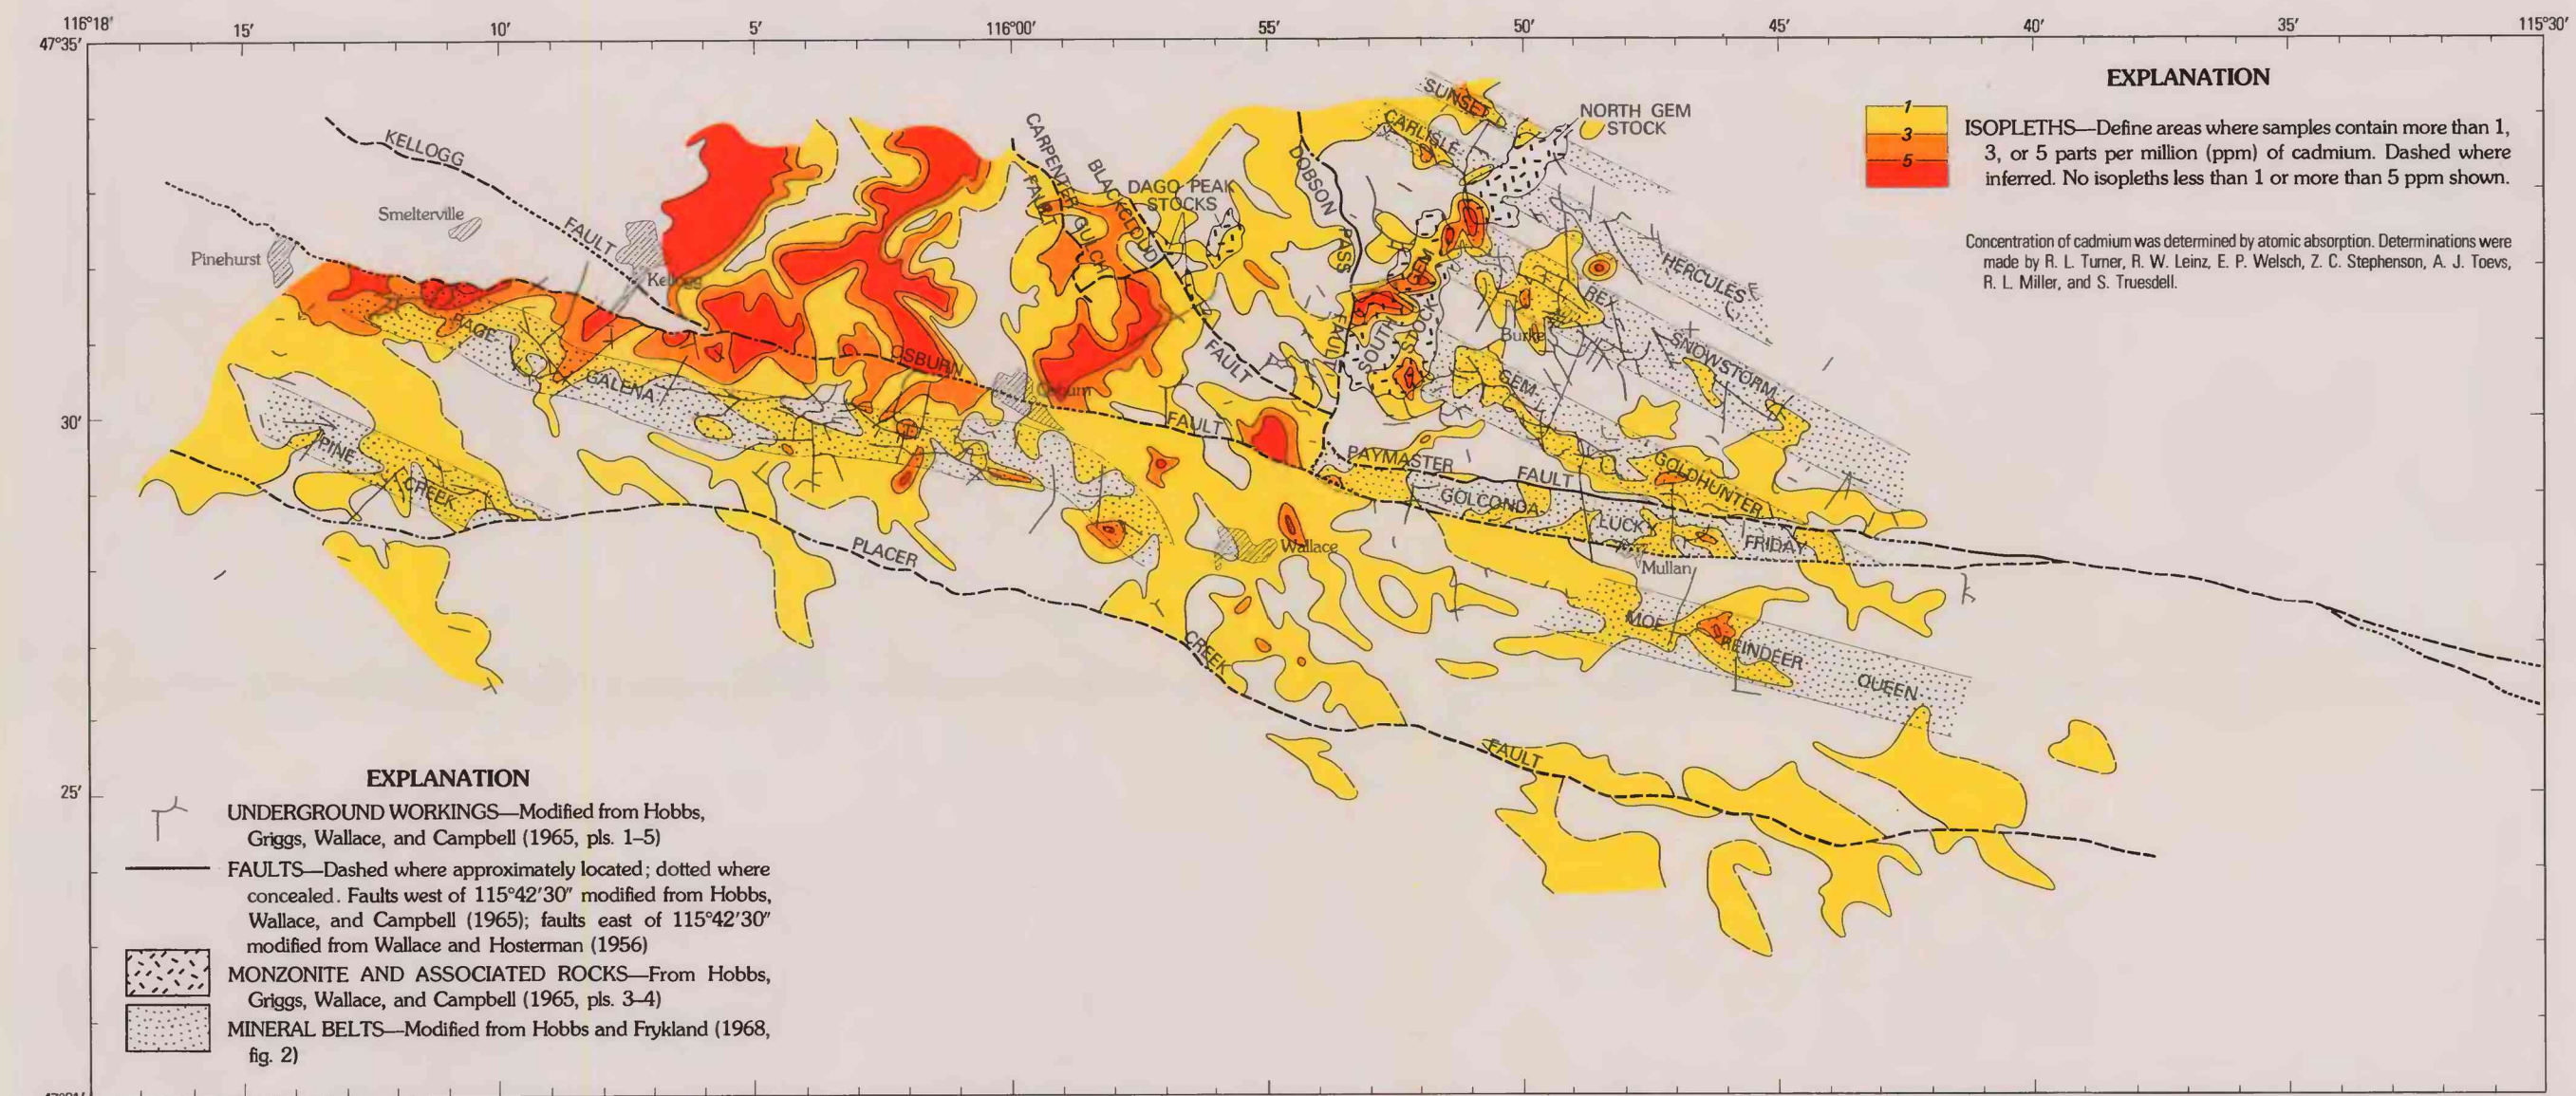 116°18′ 15′ 10′ 5′ 116°00′ 55′ 50′ 45′ 40′ 35′ 115°30′
47°35′
30′
25′
EXPLANATION
1
3
5
ISOPLETHS—Define areas where samples contain more than 1,
3, or 5 parts per million (ppm) of cadmium. Dashed where
inferred. No isopleths less than 1 or more than 5 ppm shown.
Concentration of cadmium was determined by atomic absorption. Determinations were
made by R. L. Turner, R. W. Leinz, E. P. Welsch, Z. C. Stephenson, A. J. Toevs,
R. L. Miller, and S. Truesdell.
SUNSET
NORTH GEM
STOCK
CARLISLE
KELLOGG
FAULT
CARPENTER GULCH
FAULT
BLACKCLOUD
FAULT
DAGO PEAK
STOCKS
DOBSON
PASS
FAULT
Smelterville
Pinehurst
Kellogg
HERCULES
REX
GEM
STOCK
SOUTH
Burke
SNOWSTORM
PAGE-
GALENA
OSBURN
FAULT
Osburn
GEM-
GOLDHUNTER
PINE
CREEK
PAYMASTER
FAULT
GOLCONDA-
LUCKY
FRIDAY
Wallace
Mullan
PLACER
CREEK
FAULT
MOE-
REINDEER
QUEEN
EXPLANATION
UNDERGROUND WORKINGS—Modified from Hobbs,
Griggs, Wallace, and Campbell (1965, pls. 1–5)
FAULTS—Dashed where approximately located; dotted where
concealed. Faults west of 115°42′30″ modified from Hobbs,
Wallace, and Campbell (1965); faults east of 115°42′30″
modified from Wallace and Hosterman (1956)
MONZONITE AND ASSOCIATED ROCKS—From Hobbs,
Griggs, Wallace, and Campbell (1965, pls. 3–4)
MINERAL BELTS—Modified from Hobbs and Frykland (1968,
fig. 2)